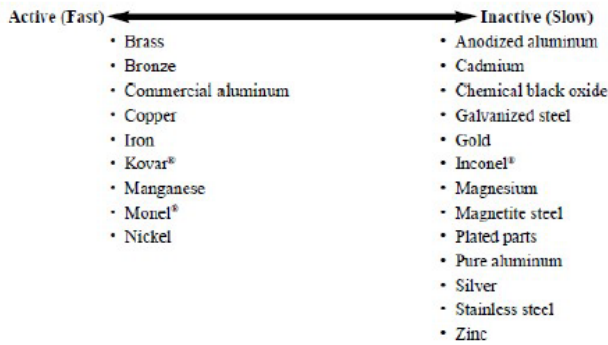 Active (Fast) Inactive (Slow)
• Brass
• Bronze
• Commercial aluminum
• Copper
• Iron
• Kovar®
• Manganese
• Monel®
• Nickel
• Anodized aluminum
• Cadmium
• Chemical black oxide
• Galvanized steel
• Gold
• Inconel®
• Magnesium
• Magnetite steel
• Plated parts
• Pure aluminum
• Silver
• Stainless steel
• Zinc